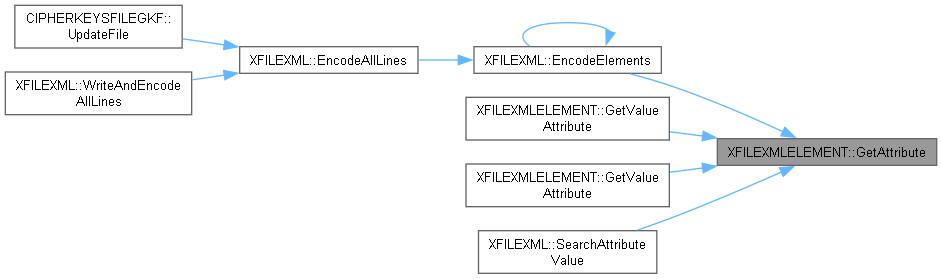 CIPHERKEYSFILEGKF::
UpdateFile
XFILEXML::WriteAndEncode
AllLines
XFILEXML::EncodeAllLines
XFILEXML::EncodeElements
XFILEXMLELEMENT::GetValue
Attribute
XFILEXMLELEMENT::GetValue
Attribute
XFILEXML::SearchAttribute
Value
XFILEXMLELEMENT::GetAttribute